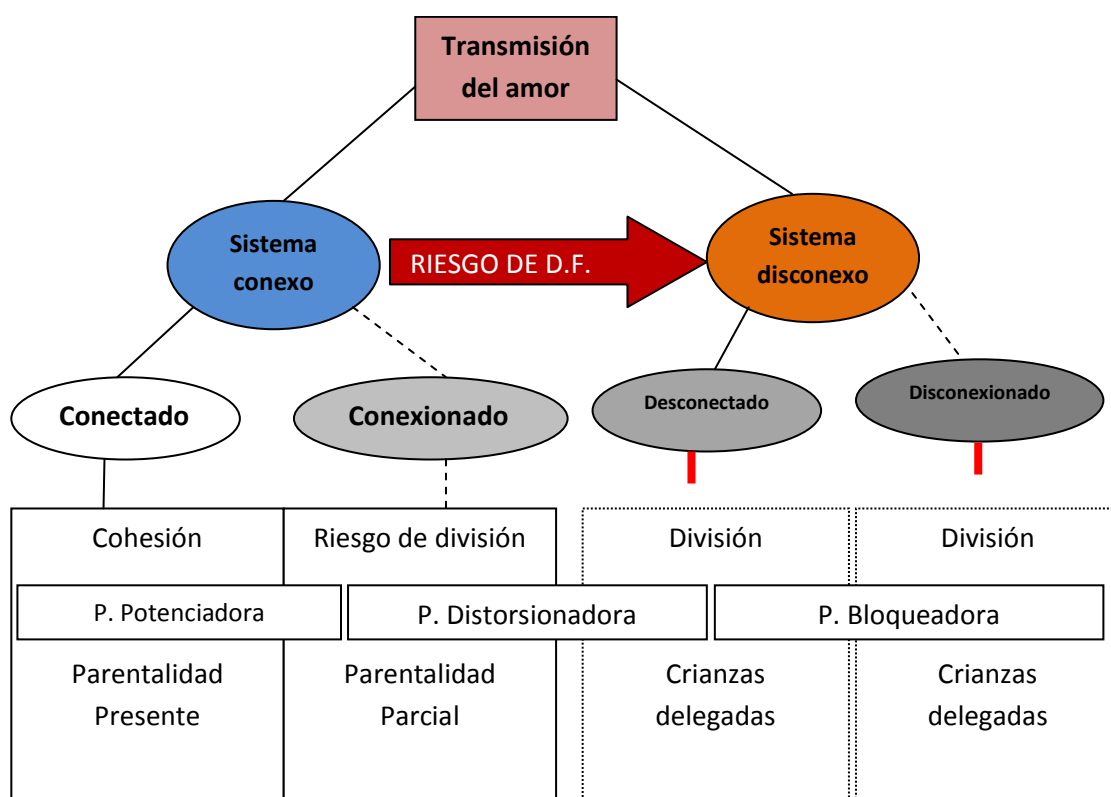 Transmisión
del amor
Sistema
conexo
RIESGO DE D.F.
Sistema
disconexo
Conectado
Conexionado
Desconectado
Disconexionado
Cohesión
Riesgo de división
División
División
P. Potenciadora
P. Distorsionadora
P. Bloqueadora
Parentalidad
Presente
Parentalidad
Parcial
Crianzas
delegadas
Crianzas
delegadas